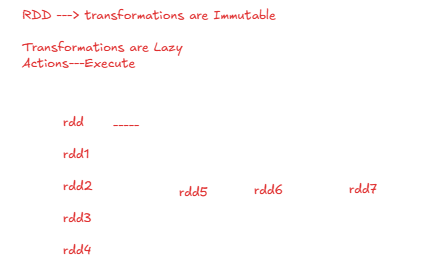 RDD ---> transformations are Immutable
Transformations are Lazy
Actions---Execute
rdd -----
rdd1
rdd2 rdd5 rdd6 rdd7
rdd3
rdd4